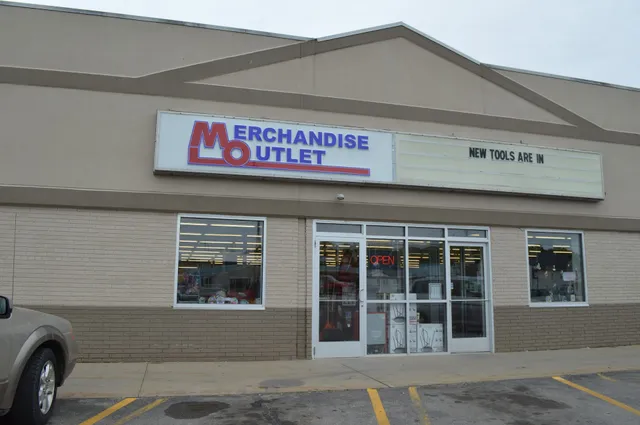 MERCHANDISE
OUTLET
NEW TOOLS ARE IN
OPEN